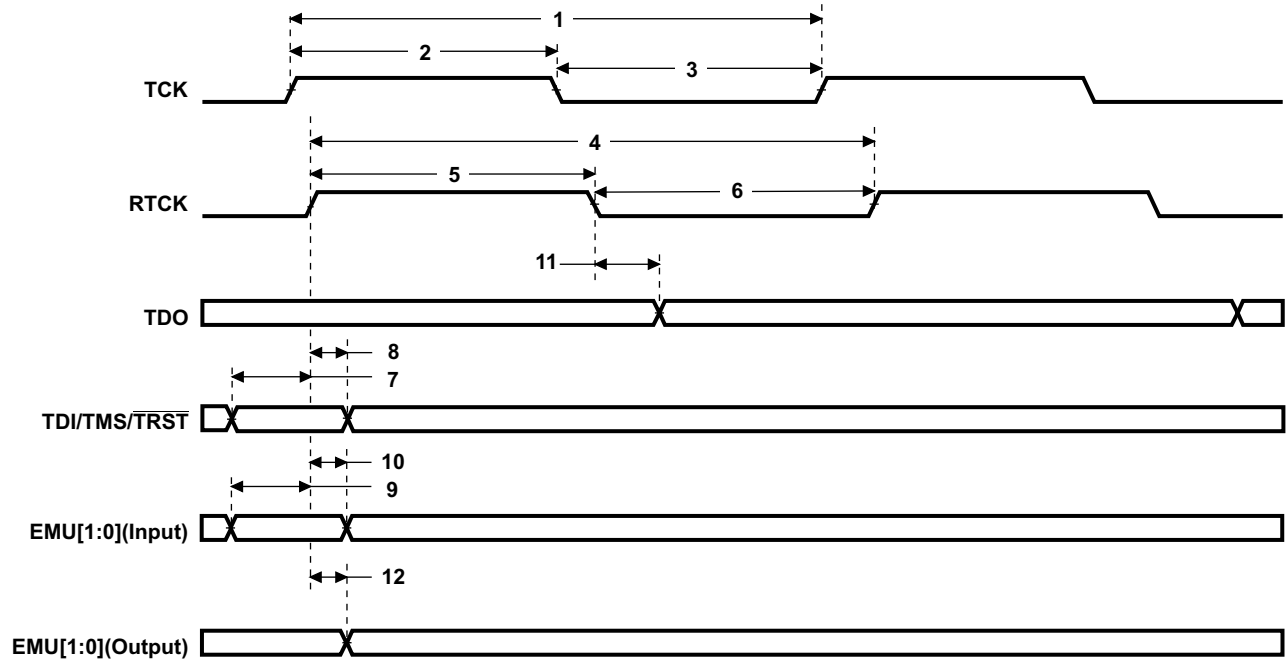 1
2
3
TCK
4
5
6
RTCK
11
TDO
8
7
TDI/TMS/T̅R̅S̅T̅
10
9
EMU[1:0](Input)
12
EMU[1:0](Output)